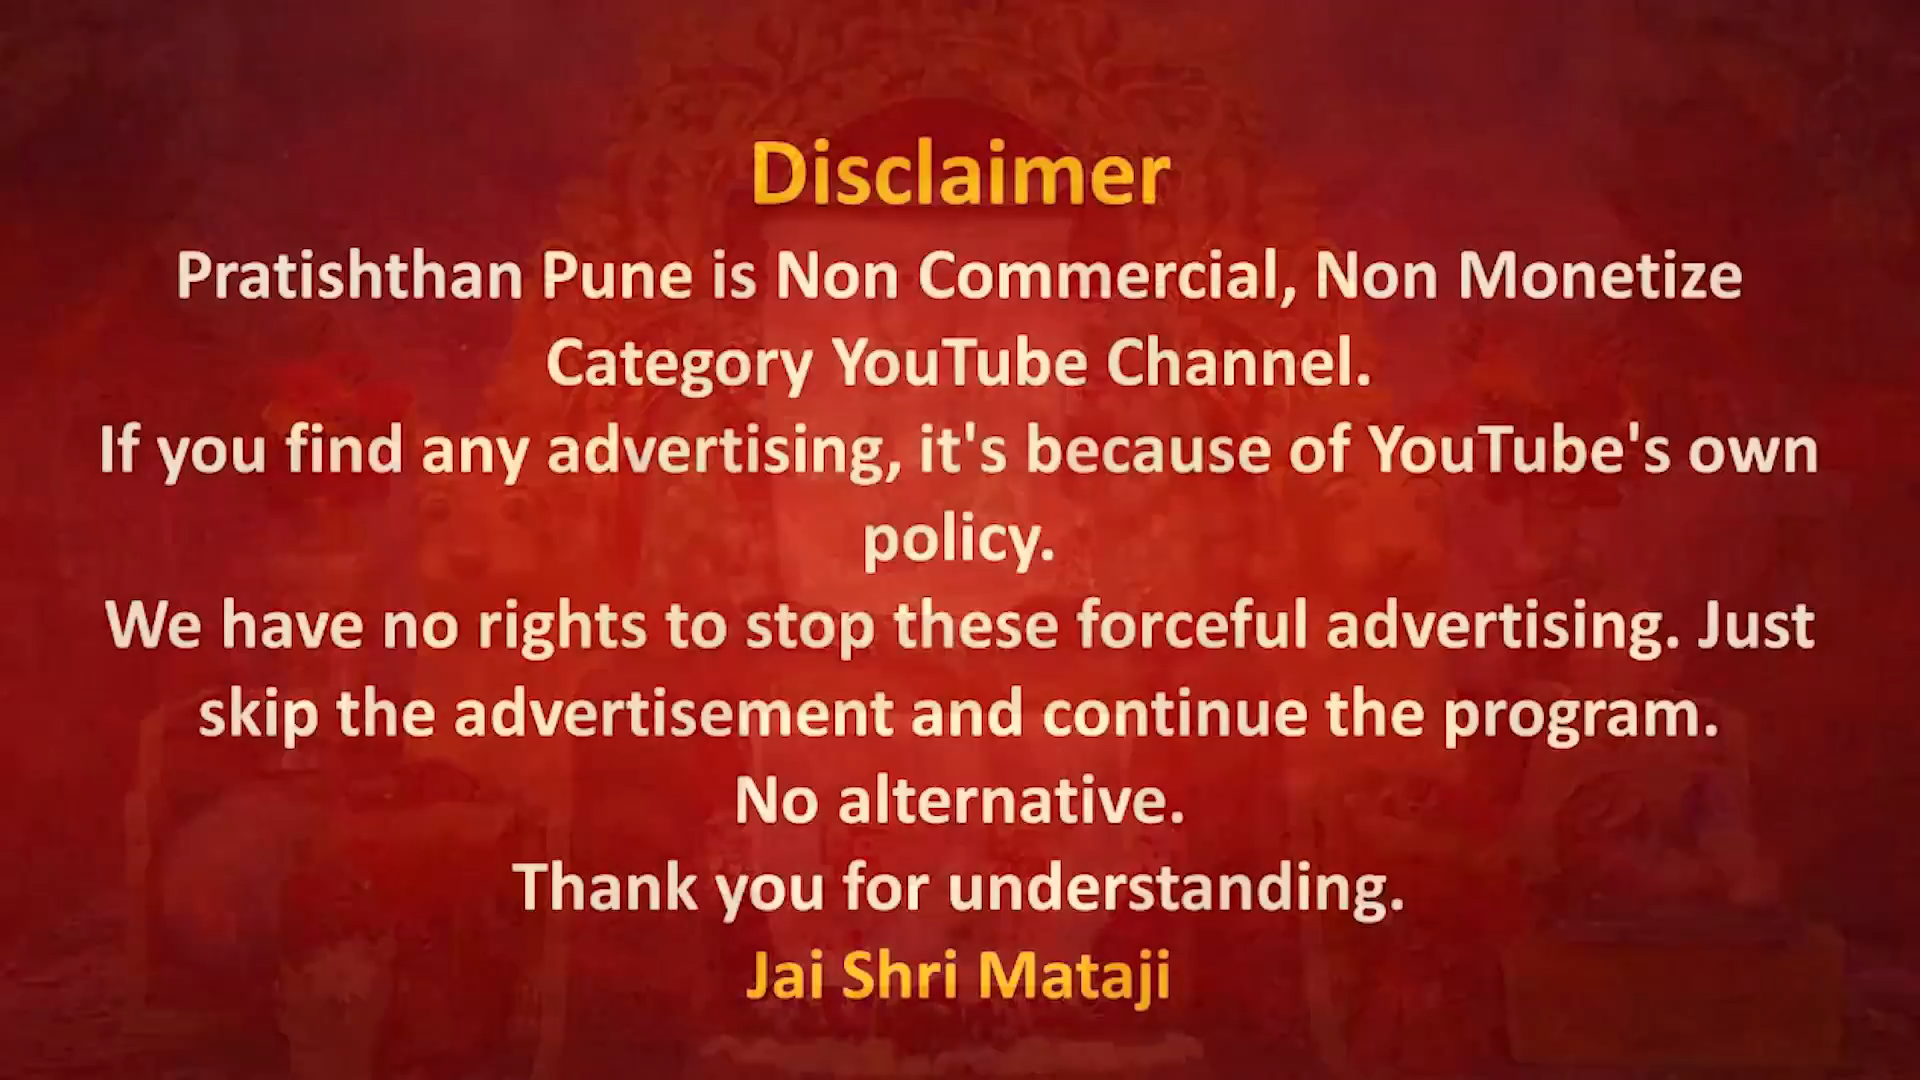 Disclaimer
Pratishthan Pune is Non Commercial, Non Monetize
Category YouTube Channel.
If you find any advertising, it's because of YouTube's own
policy.
We have no rights to stop these forceful advertising. Just
skip the advertisement and continue the program.
No alternative.
Thank you for understanding.
Jai Shri Mataji